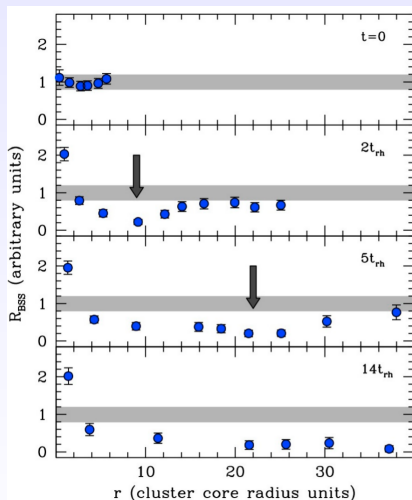 t=0
2
1
0
2t_rh
2
1
0
5t_rh
2
1
0
14t_rh
2
1
0
0 10 20 30
r (cluster core radius units)
R_BSS (arbitrary units)